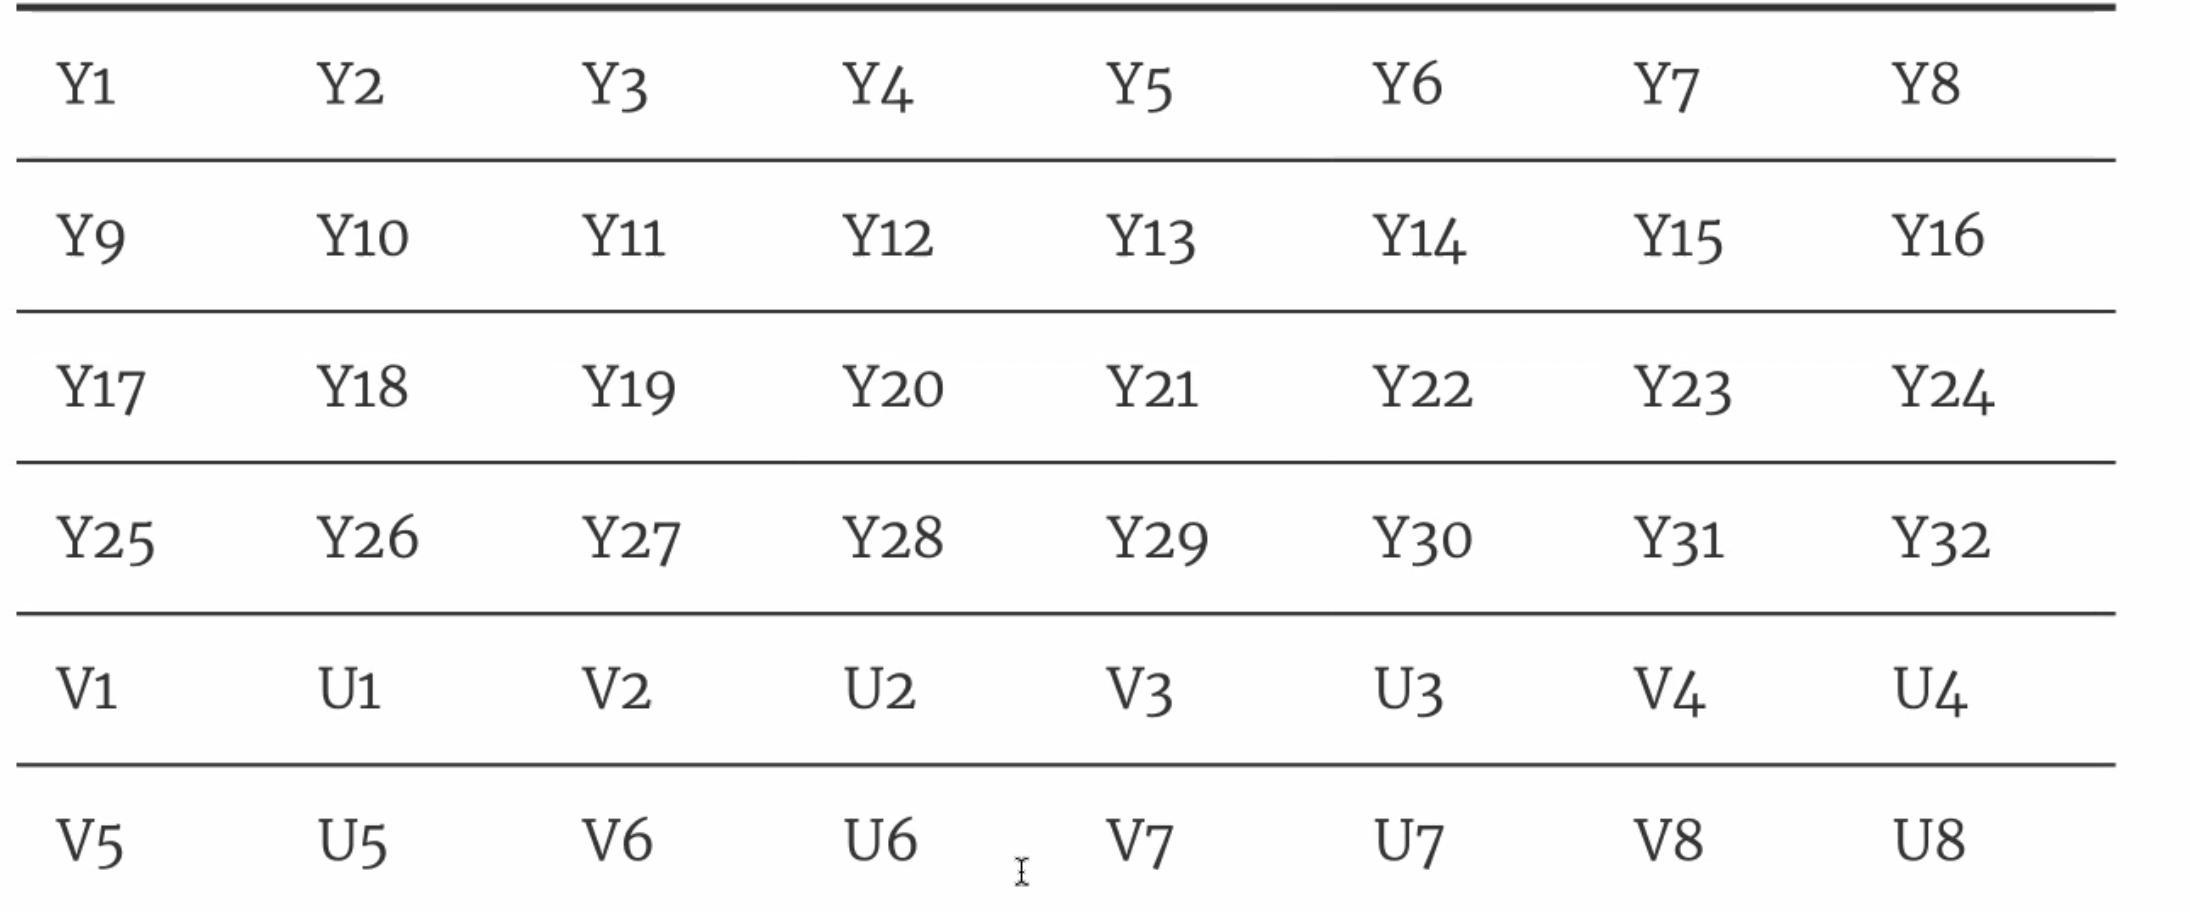 Y1 Y2 Y3 Y4 Y5 Y6 Y7 Y8
Y9 Y10 Y11 Y12 Y13 Y14 Y15 Y16
Y17 Y18 Y19 Y20 Y21 Y22 Y23 Y24
Y25 Y26 Y27 Y28 Y29 Y30 Y31 Y32
V1 U1 V2 U2 V3 U3 V4 U4
V5 U5 V6 U6 V7 U7 V8 U8